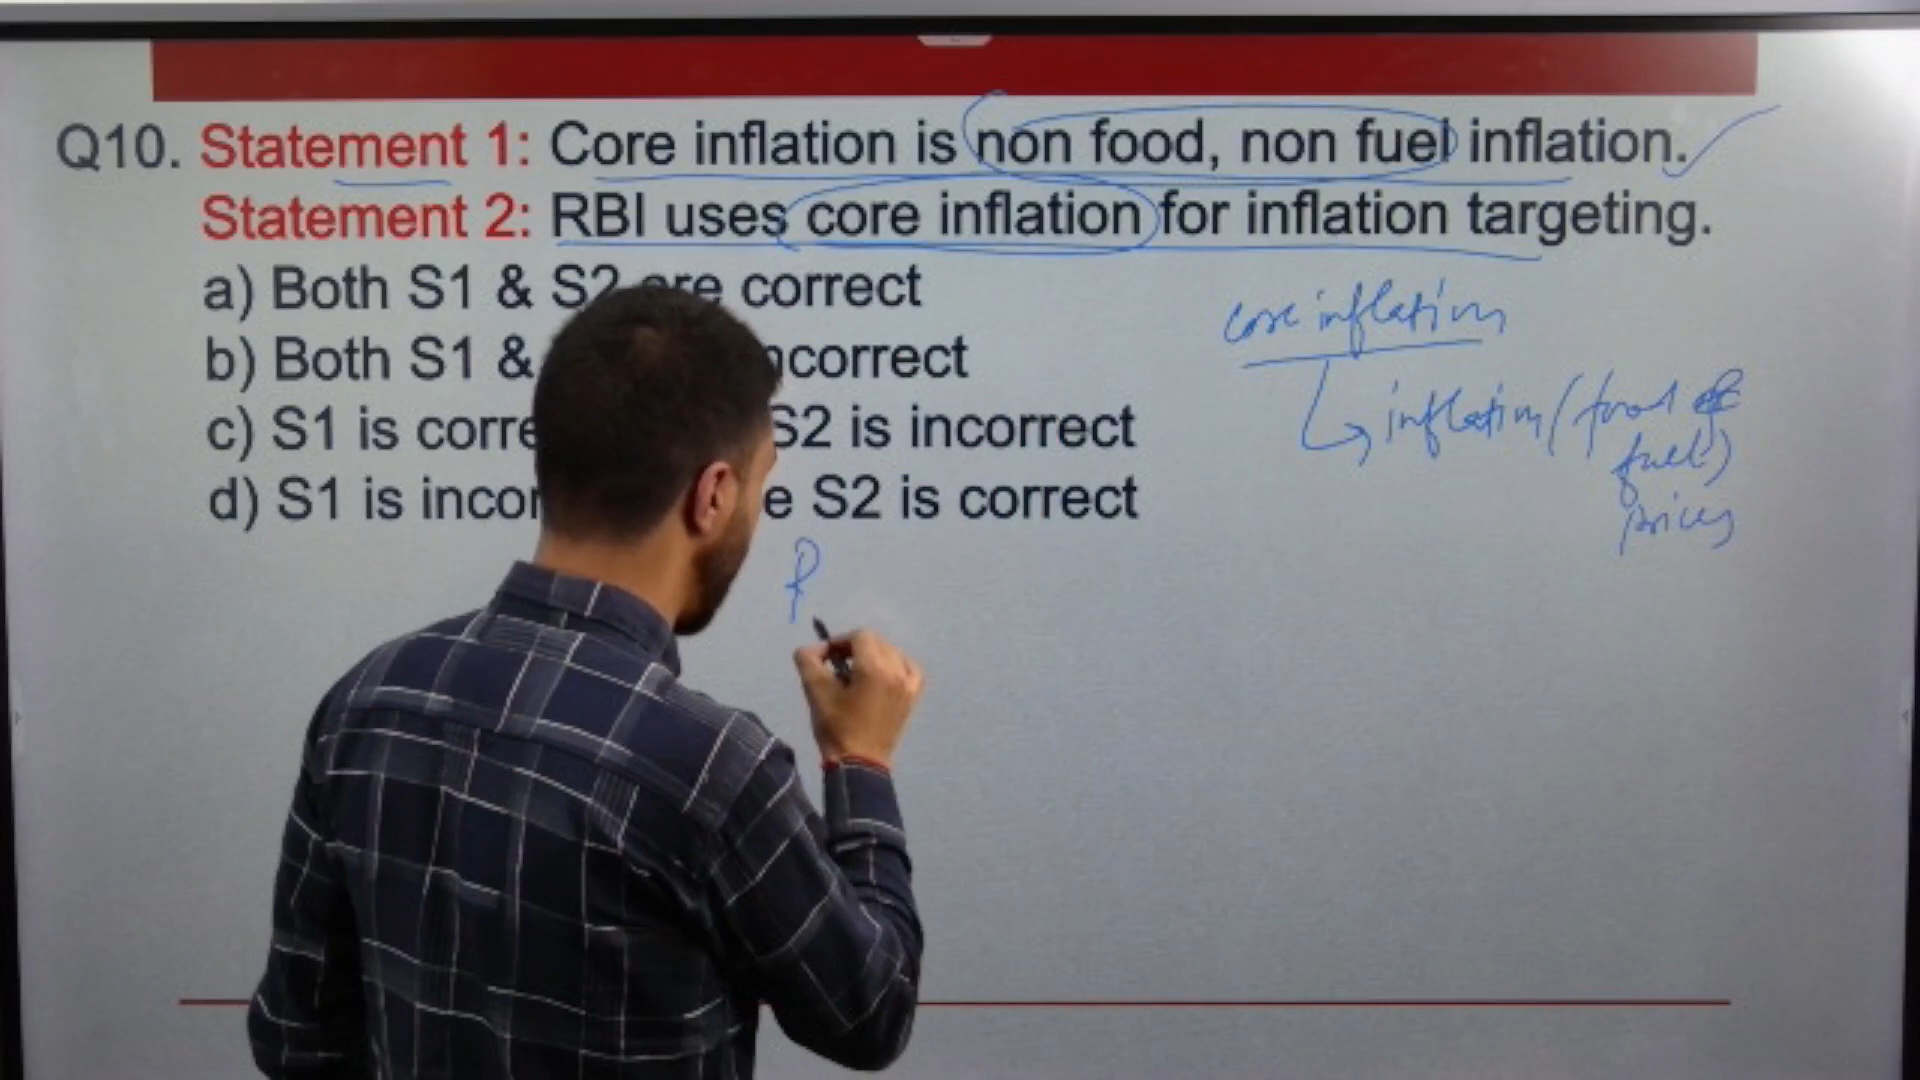 Q10. Statement 1: Core inflation is non food, non fuel inflation.
Statement 2: RBI uses core inflation for inflation targeting.
a) Both S1 & S2 are correct
b) Both S1 & ncorrect
c) S1 is corre S2 is incorrect
d) S1 is incor e S2 is correct
core inflation
inflation (food &
fuel)
prices